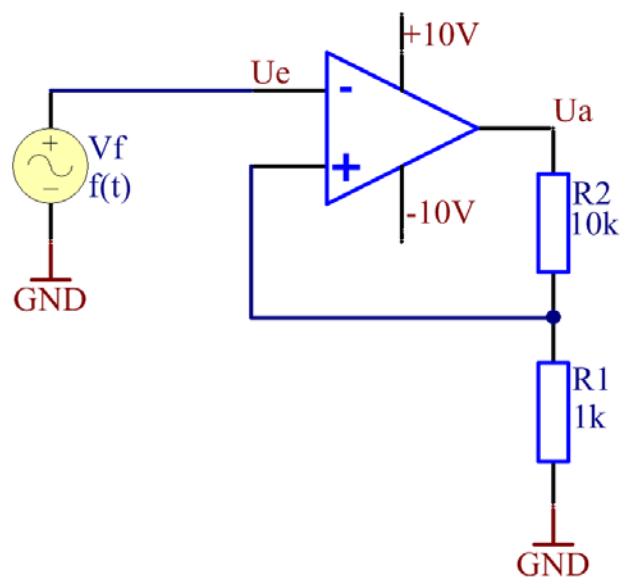 +10V
Ue
-
Ua
+
Vf
f(t)
+
-10V
R2
10k
−
GND
R1
1k
GND